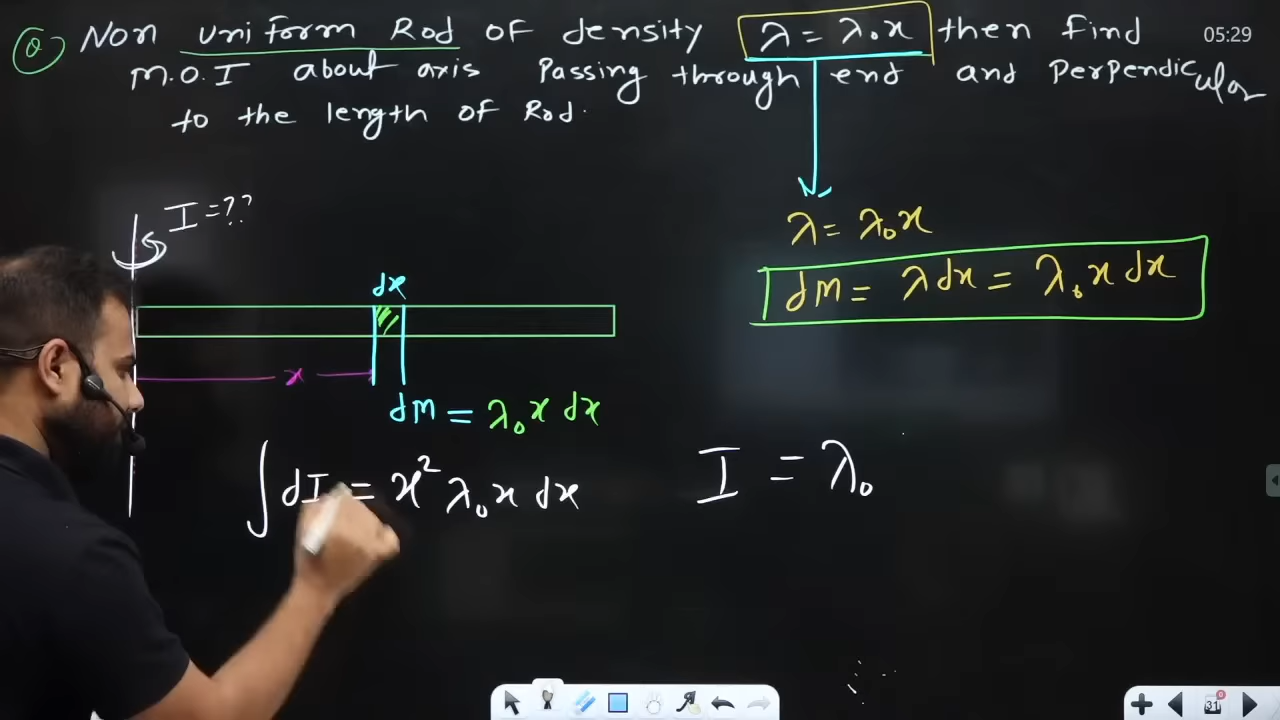 Q Non uniform Rod of density λ = λ₀x then find
M.O.I about axis Passing through end and Perpendicular
to the length of Rod.
05:29
I = ??
λ = λ₀x
dM = λdx = λ₀x dx
dx
x
dM = λ₀x dx
∫dI = x² λ₀x dx
I = λ₀
31